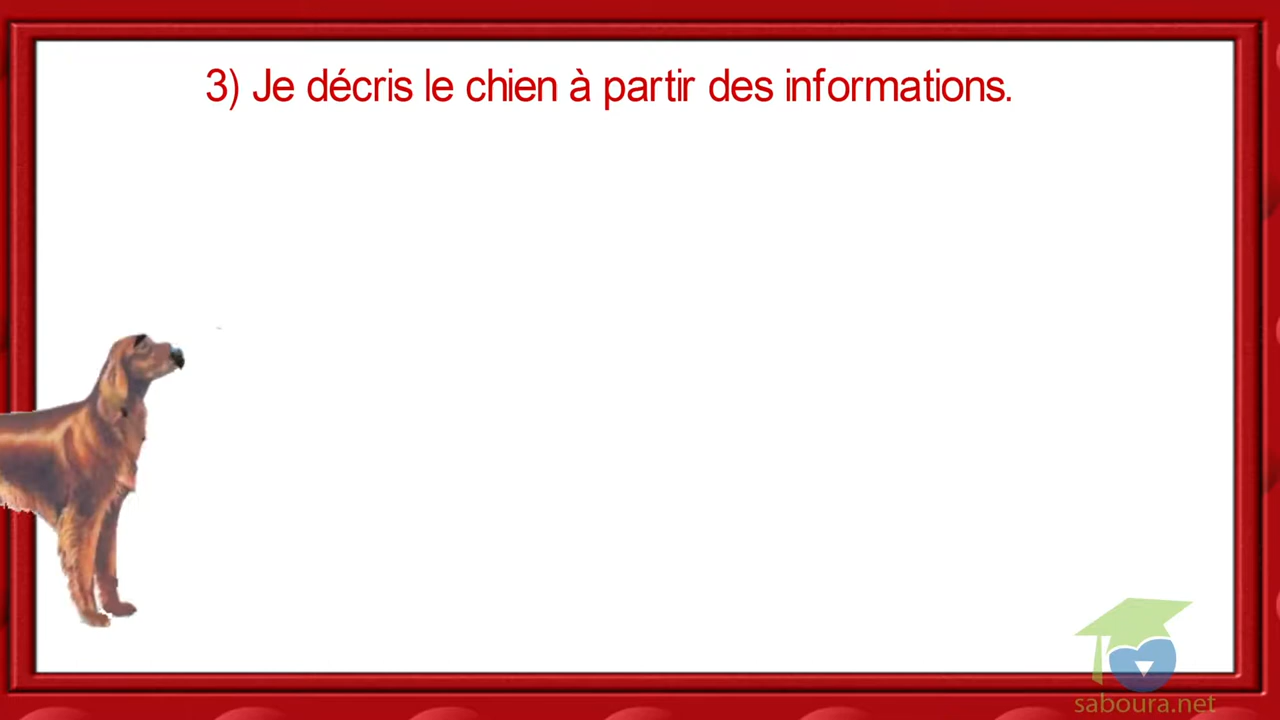 3) Je décris le chien à partir des informations.
saboura.net